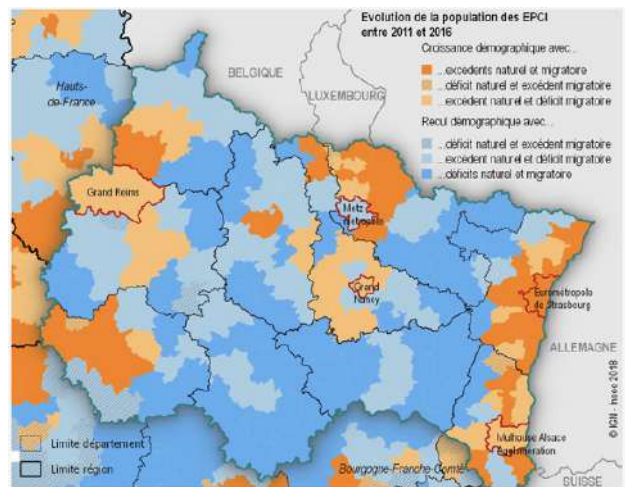 Evolution de la population des EPCI
entre 2011 et 2016
Croissance démographique avec...
...excédents naturel et migratoire
...déficit naturel et excédent migratoire
...excédent naturel et déficit migratoire
Recul démographique avec...
...déficit naturel et excédent migratoire
...excédent naturel et déficit migratoire
...déficits naturel et migratoire
BELGIQUE
LUXEMBOURG
Hauts-
de-France
Grand Reims
Metz
Métropole
Grand
Nancy
Eurométropole
de Strasbourg
ALLEMAGNE
Mulhouse Alsace
Agglomération
Limite département
Limite région
Bourgogne-Franche-Comté
SUISSE
© IGN - Insee 2018